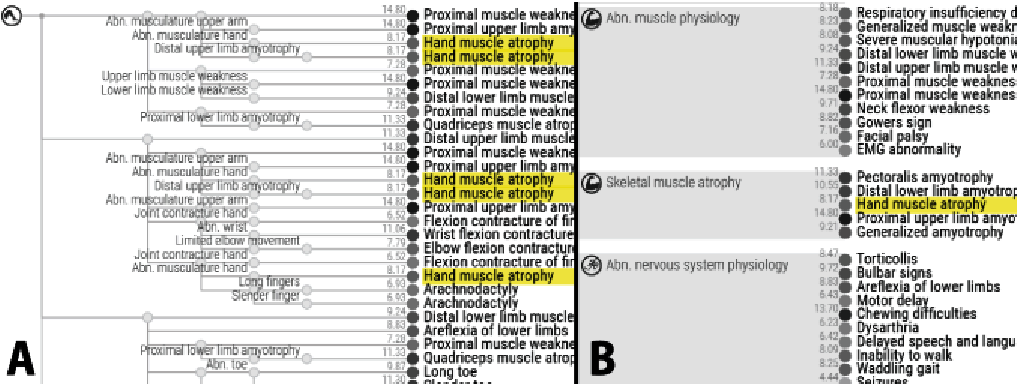 14.80 Proximal muscle weakne
Abn. musculature upper arm 14.80 Proximal upper limb amy
Abn. musculature hand 8.17 Hand muscle atrophy
Distal upper limb amyotrophy 8.17 Hand muscle atrophy
7.28 Proximal muscle weakne
Upper limb muscle weakness 14.80 Proximal muscle weakne
Lower limb muscle weakness 9.24 Distal lower limb muscle
7.28 Proximal muscle weakne
Proximal lower limb amyotrophy 11.33 Quadriceps muscle atrop
11.33 Distal upper limb muscle
14.80 Proximal muscle weakne
Abn. musculature upper arm 14.80 Proximal upper limb amy
Abn. musculature hand 8.17 Hand muscle atrophy
Distal upper limb amyotrophy 8.17 Hand muscle atrophy
Abn. musculature upper arm 14.80 Proximal upper limb amy
Joint contracture hand 6.52 Flexion contracture of fin
Abn. wrist 11.06 Wrist flexion contracture
Limited elbow movement 7.79 Elbow flexion contracture
Joint contracture hand 6.52 Flexion contracture of fin
Abn. musculature hand 8.17 Hand muscle atrophy
Long fingers 6.93 Arachnodactyly
Slender finger 6.93 Arachnodactyly
9.24 Distal lower limb muscle
8.83 Areflexia of lower limbs
7.28 Proximal muscle weakne
Proximal lower limb amyotrophy 11.33 Quadriceps muscle atrop
Abn. toe 9.87 Long toe
11.30
A
Abn. muscle physiology
8.18 Respiratory insufficiency d
8.23 Generalized muscle weakn
8.08 Severe muscular hypotonia
9.24 Distal lower limb muscle w
11.33 Distal upper limb muscle w
7.28 Proximal muscle weakness
14.80 Proximal muscle weakness
9.71 Neck flexor weakness
8.82 Gowers sign
7.16 Facial palsy
6.00 EMG abnormality
Skeletal muscle atrophy
11.33 Pectoralis amyotrophy
10.55 Distal lower limb amyotrop
8.17 Hand muscle atrophy
14.80 Proximal upper limb amyot
9.21 Generalized amyotrophy
Abn. nervous system physiology
8.47 Torticollis
9.72 Bulbar signs
8.83 Areflexia of lower limbs
6.43 Motor delay
13.70 Chewing difficulties
6.23 Dysarthria
6.42 Delayed speech and langu
8.09 Inability to walk
8.25 Waddling gait
4.44 Seizures
B